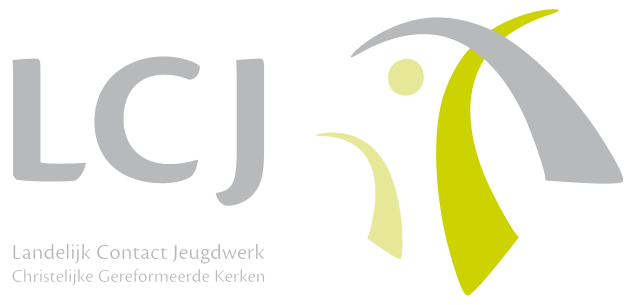 LCJ
Landelijk Contact Jeugdwerk
Christelijke Gereformeerde Kerken